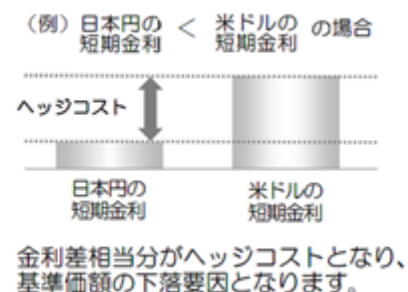 （例）日本円の短期金利 ＜ 米ドルの短期金利 の場合
ヘッジコスト
日本円の
短期金利
米ドルの
短期金利
金利差相当分がヘッジコストとなり、
基準価額の下落要因となります。